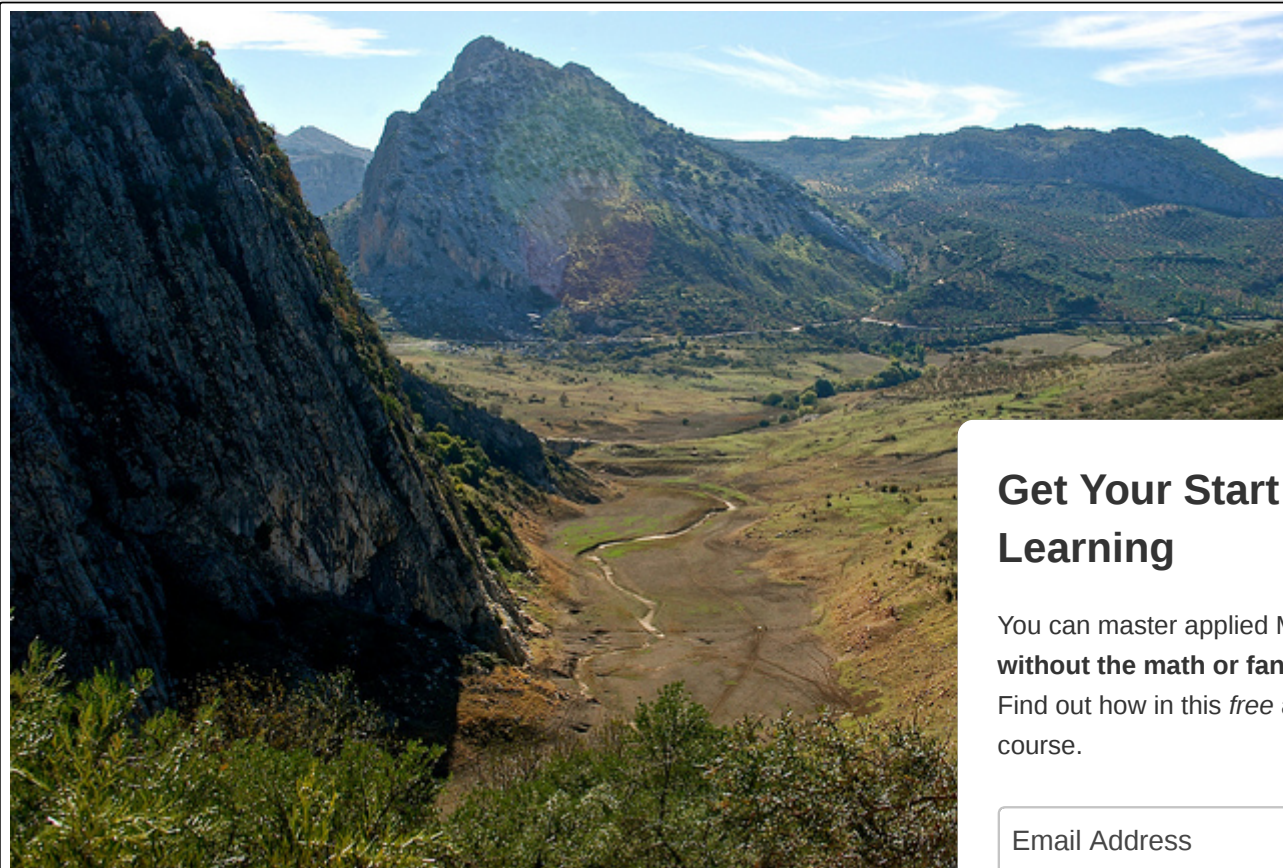 Get Your Start
Learning
You can master applied
without the math or
Find out how in this free
course.
Email Address